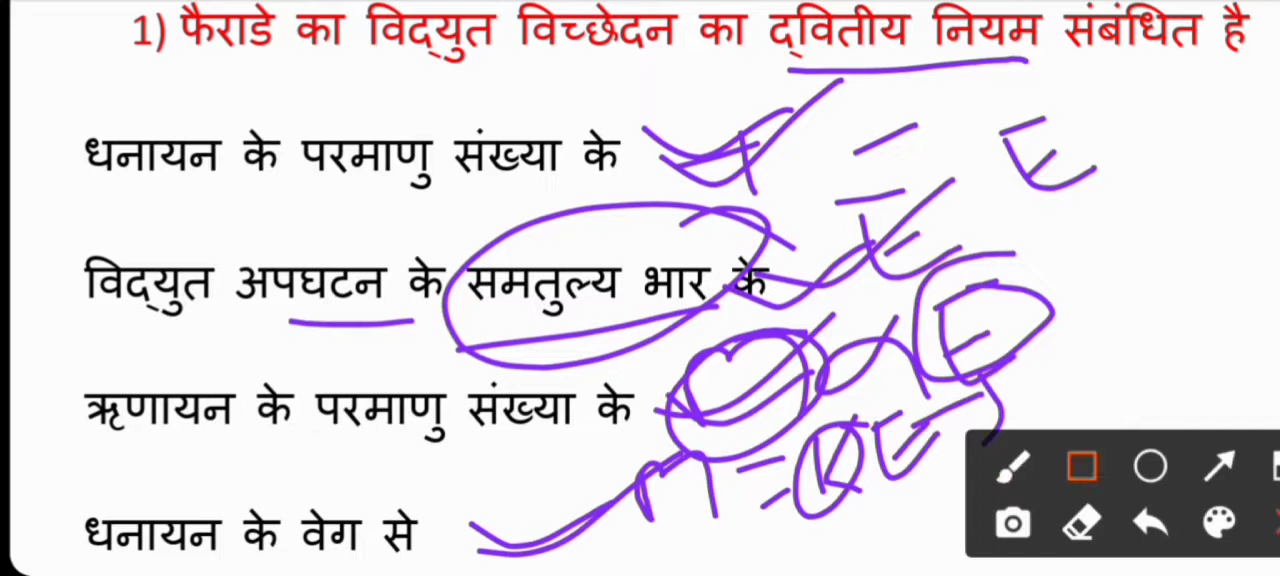 1) फैराडे का विद्युत विच्छेदन का द्वितीय नियम संबंधित है
धनायन के परमाणु संख्या के
E
विद्युत अपघटन के समतुल्य भार के
E
E
ऋणायन के परमाणु संख्या के
धनायन के वेग से